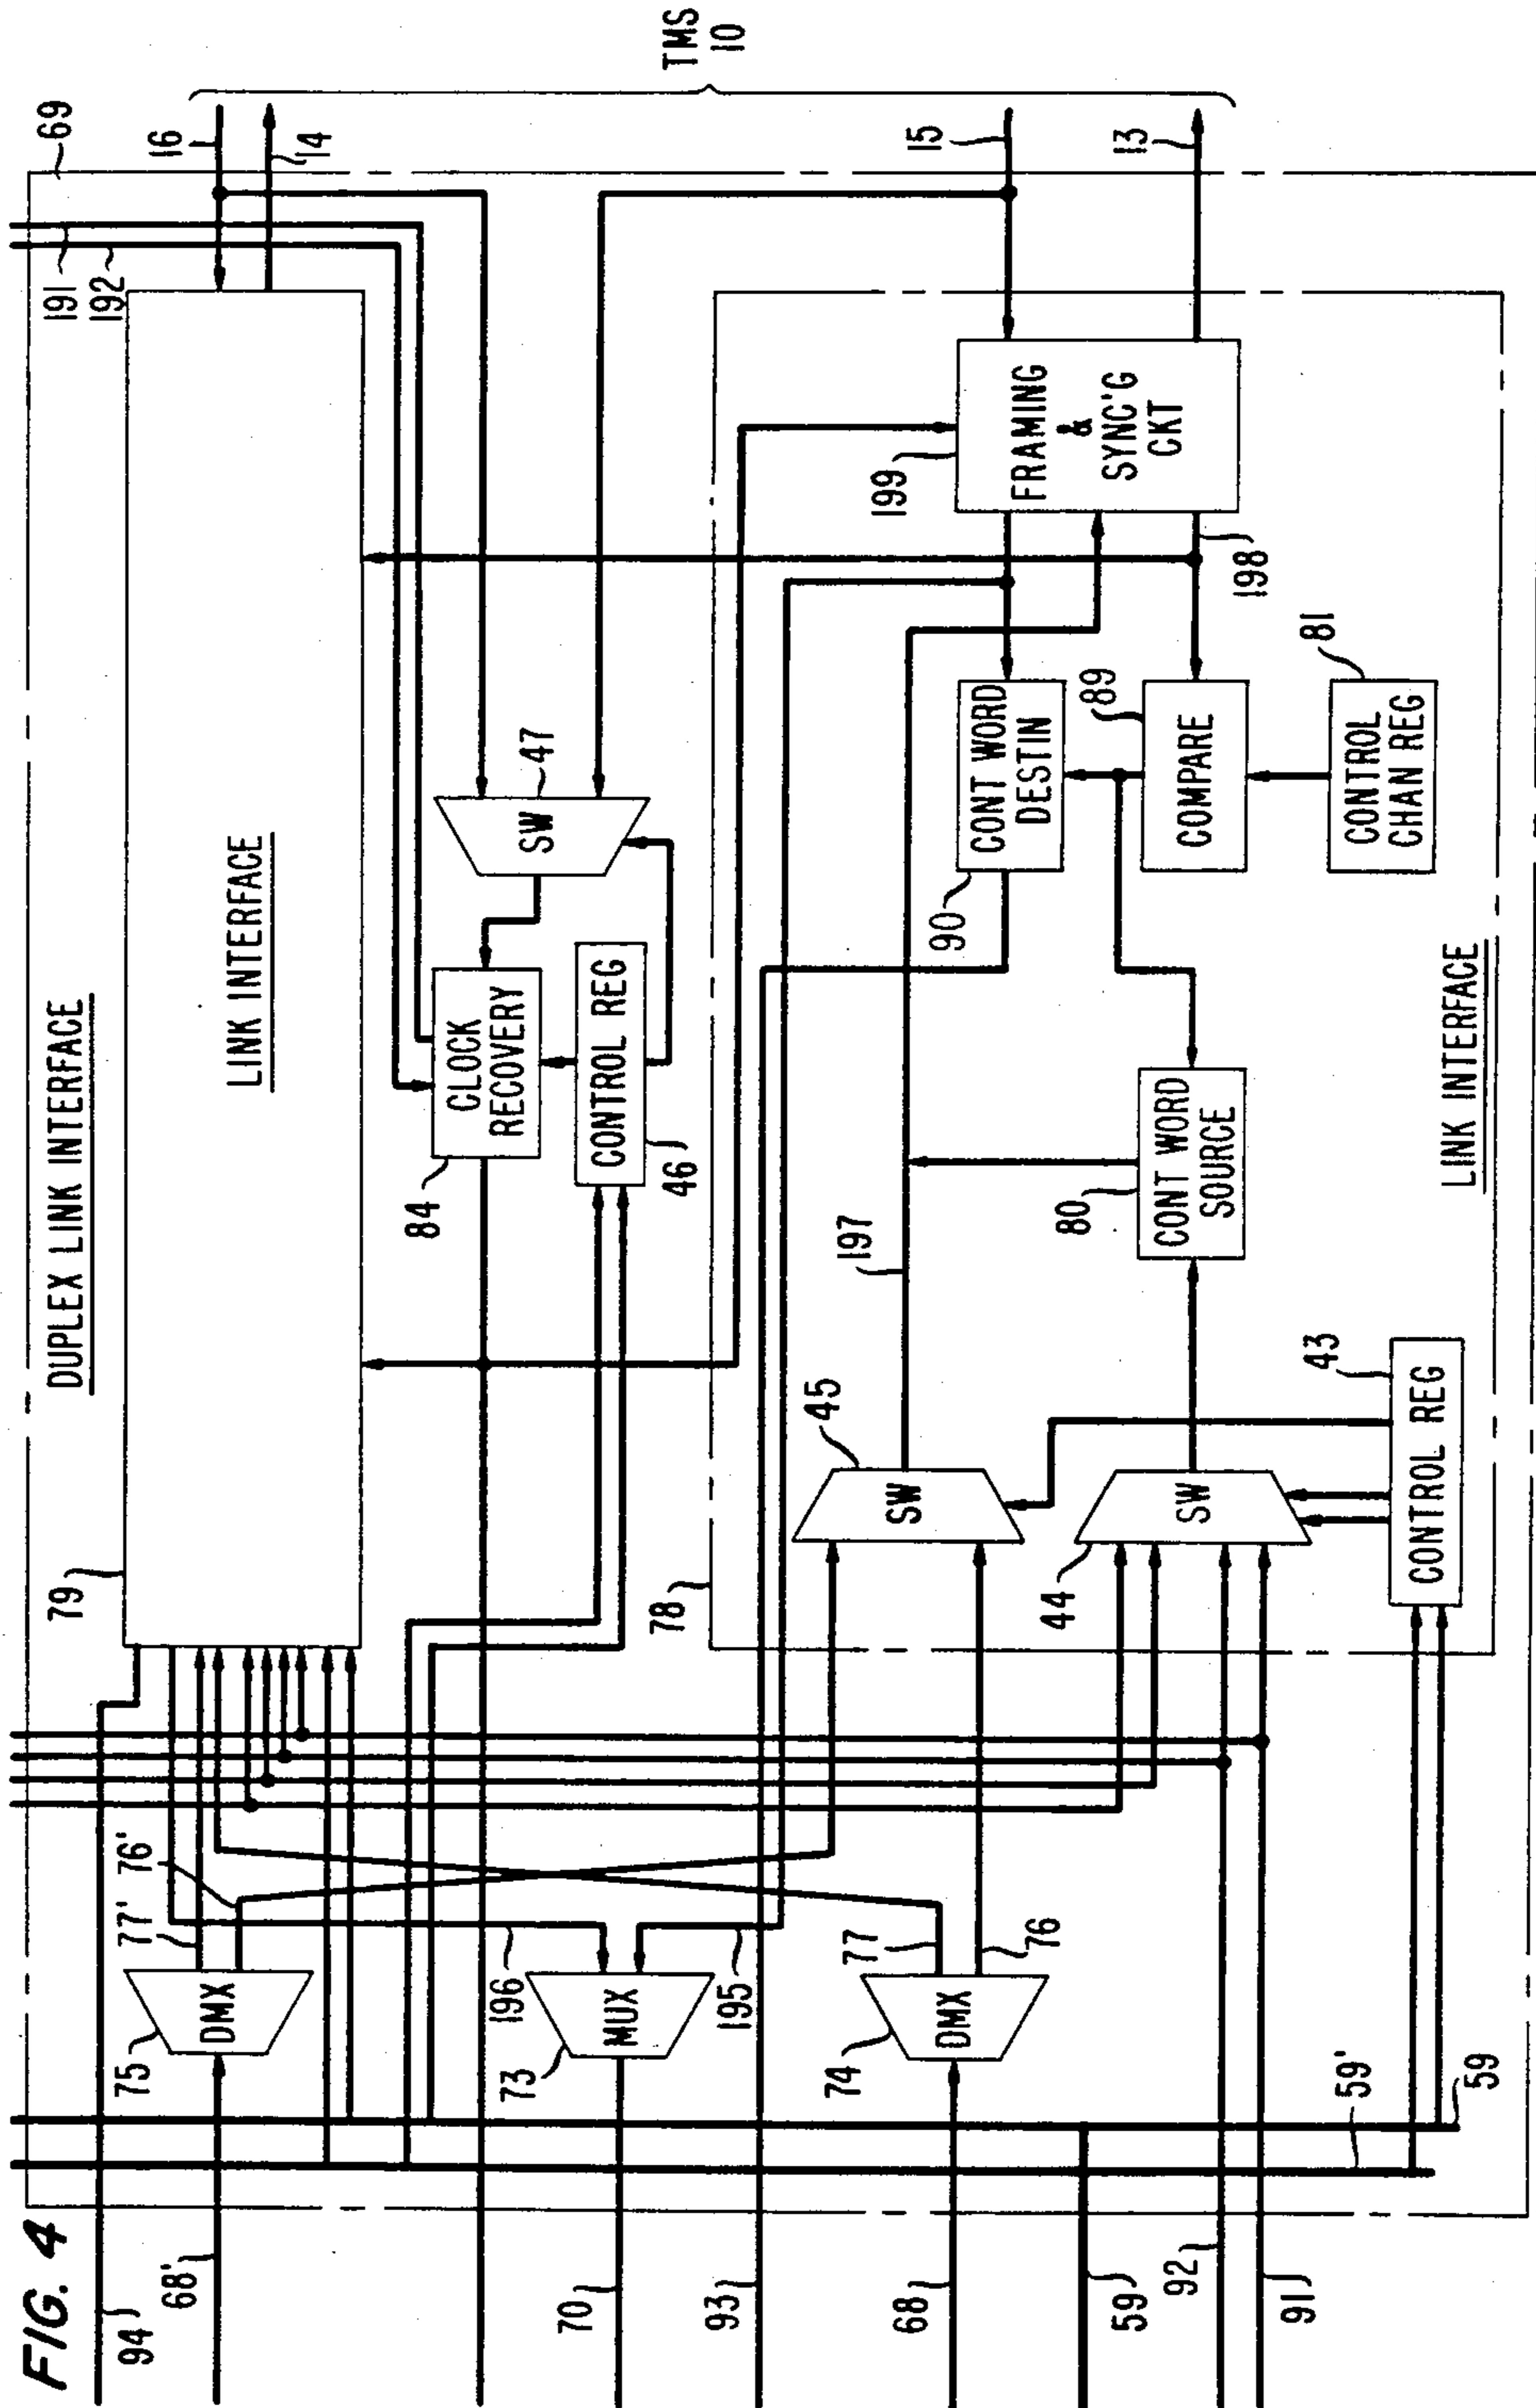 FIG. 4
DUPLEX LINK INTERFACE
69
TMS
10
16
14
15
13
191
192
79
LINK INTERFACE
94
68'
75
DMX
77'
76'
196
73
MUX
195
70
93
74
DMX
77
76
68
59
59'
59
92
91
84
CLOCK
RECOVERY
CONTROL REG
46
SW
47
78
45
SW
197
44
SW
43
CONTROL REG
80
CONT WORD
SOURCE
90
CONT WORD
DESTIN
89
COMPARE
81
CONTROL
CHAN REG
199
FRAMING
&
SYNC'G
CKT
198
LINK INTERFACE